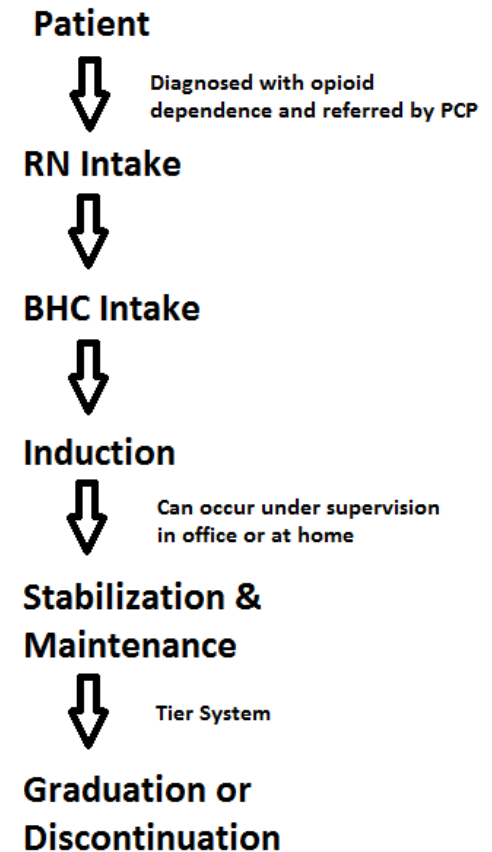 Patient
Diagnosed with opioid
dependence and referred by PCP
RN Intake
BHC Intake
Induction
Can occur under supervision
in office or at home
Stabilization &
Maintenance
Tier System
Graduation or
Discontinuation